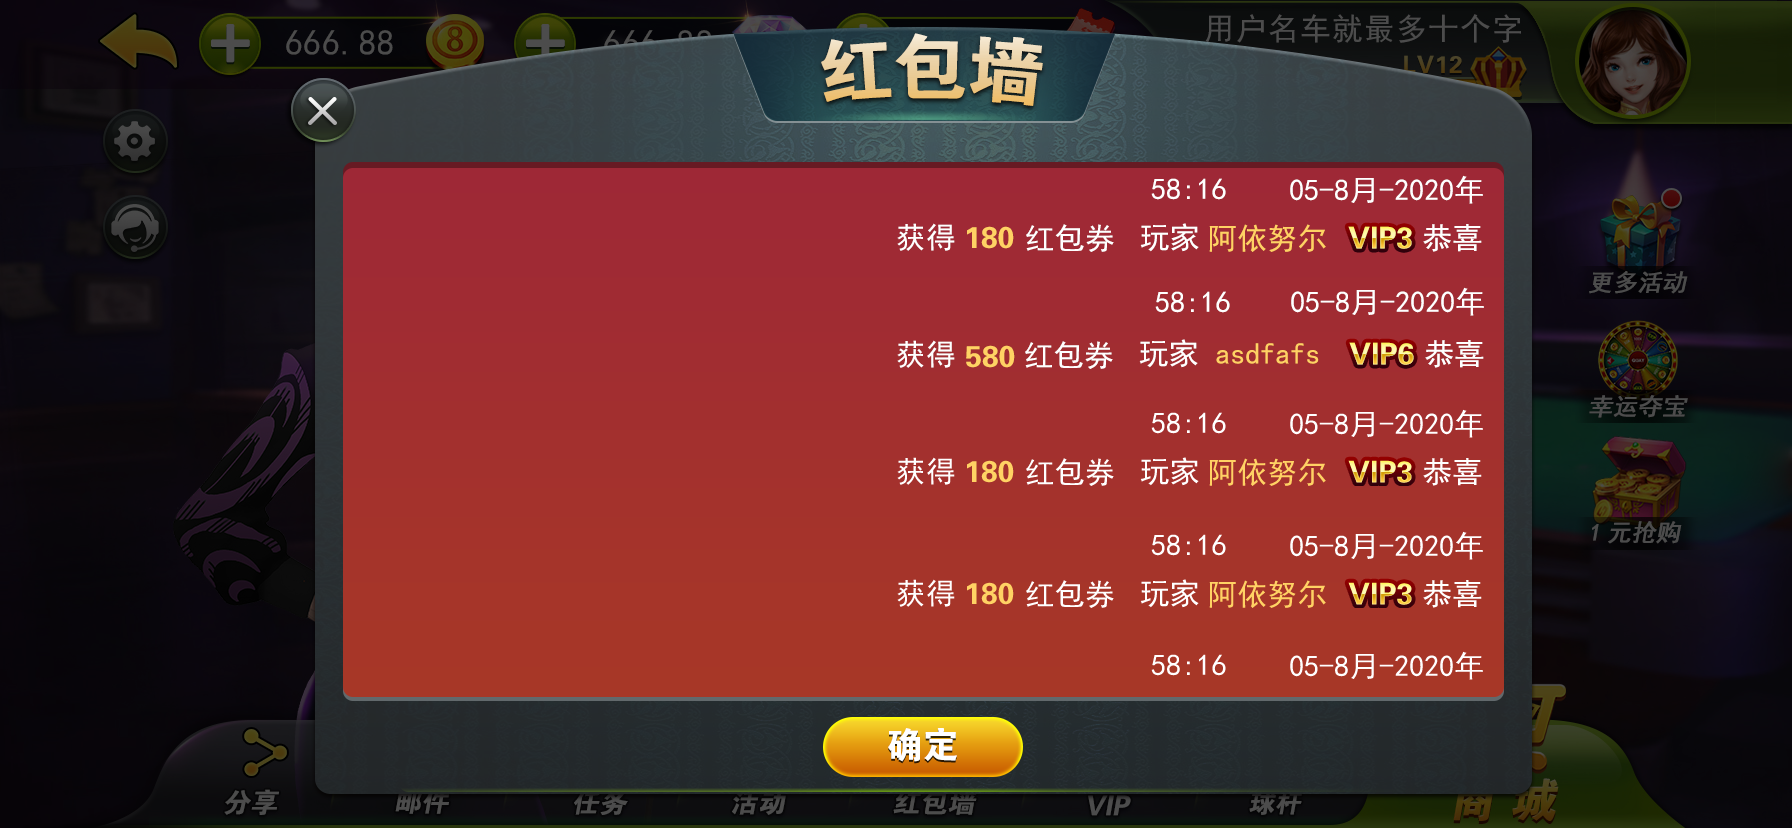 666.88
8
666.88
用户名车就最多十个字
LV12
红包墙
58:16 05-8月-2020年
获得 180 红包券 玩家 阿依努尔 VIP3 恭喜
58:16 05-8月-2020年
获得 580 红包券 玩家 asdfafs VIP6 恭喜
58:16 05-8月-2020年
获得 180 红包券 玩家 阿依努尔 VIP3 恭喜
58:16 05-8月-2020年
获得 180 红包券 玩家 阿依努尔 VIP3 恭喜
58:16 05-8月-2020年
确定
更多活动
幸运夺宝
1 元抢购
分享
邮件
任务
活动
红包墙
VIP
球杆
商城